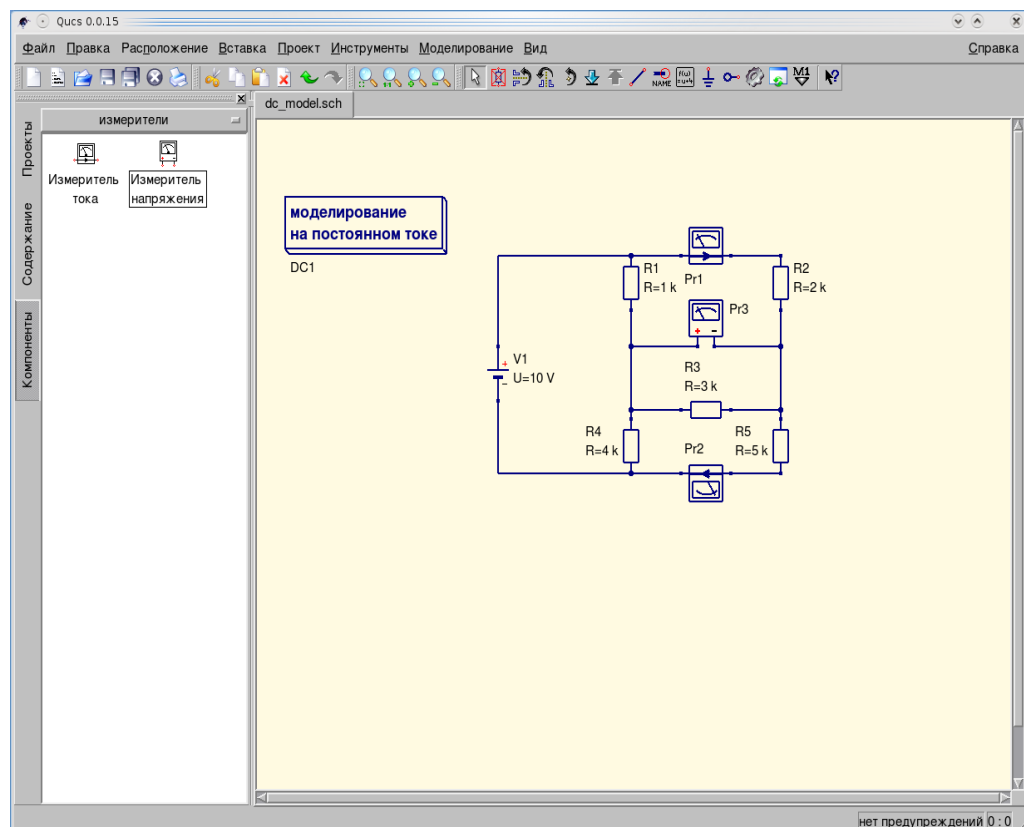 Qucs 0.0.15
Файл Правка Расположение Вставка Проект Инструменты Моделирование Вид Справка
NAME
M1
dc_model.sch
Проекты
Содержание
Компоненты
измерители
Измеритель
тока
Измеритель
напряжения
моделирование
на постоянном токе
DC1
R1
R=1 k
Pr1
R2
R=2 k
Pr3
V1
U=10 V
R3
R=3 k
R4
R=4 k
Pr2
R5
R=5 k
нет предупреждений 0 : 0